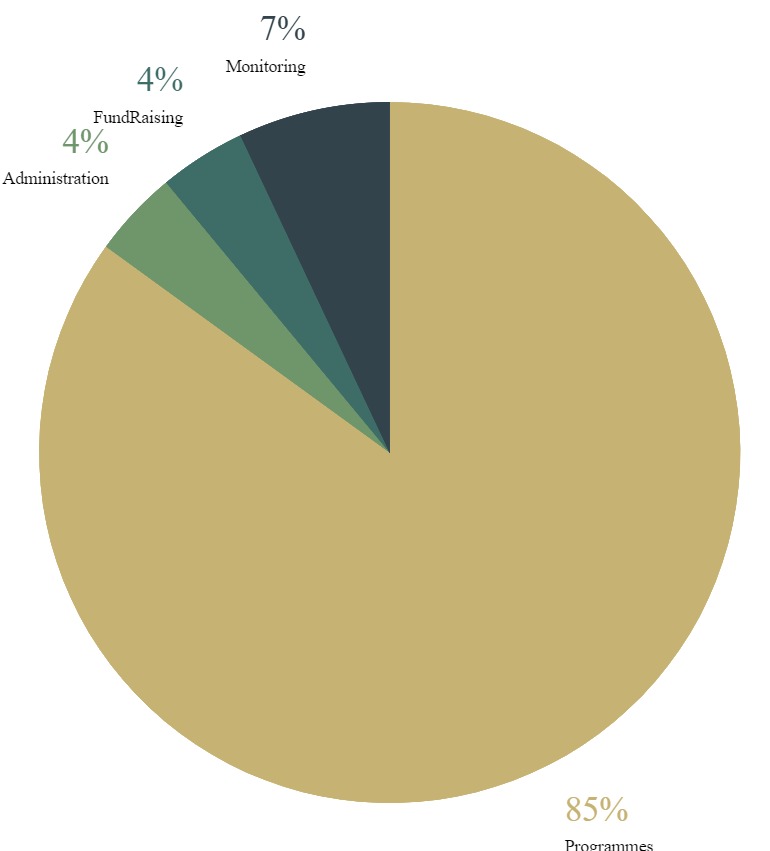 7%
Monitoring
4%
FundRaising
4%
Administration
85%
Programmes